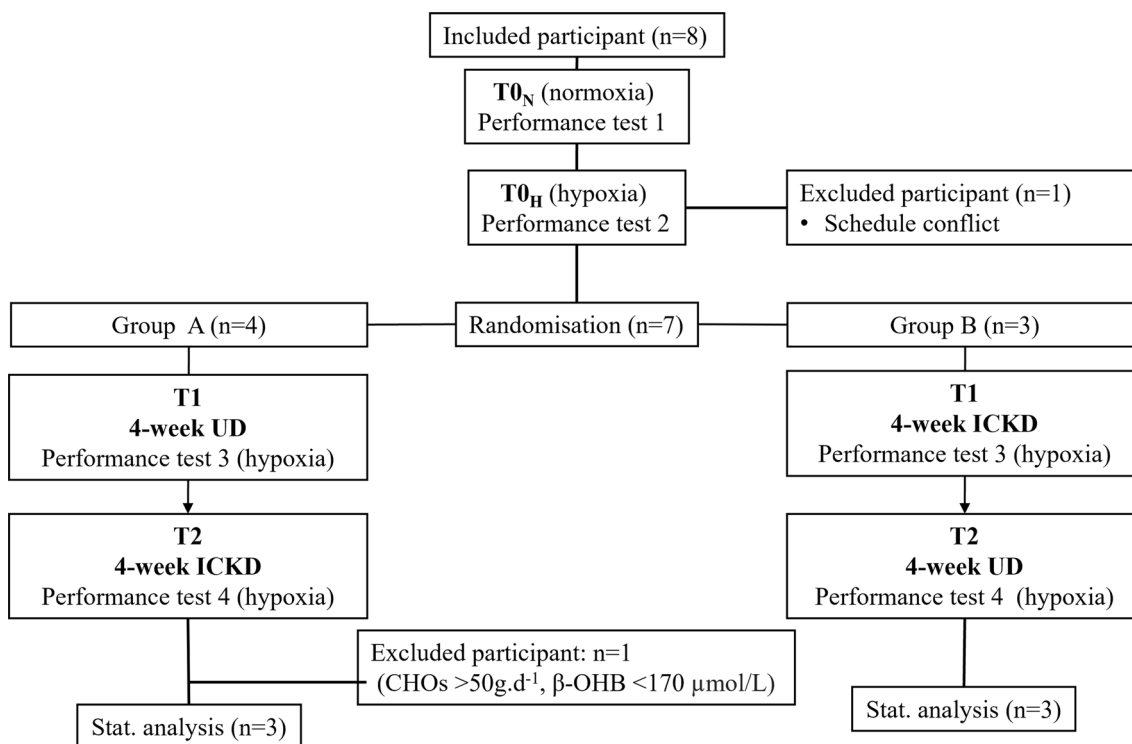 Included participant (n=8)
T0N (normoxia)
Performance test 1
T0H (hypoxia)
Performance test 2
Excluded participant (n=1)
• Schedule conflict
Group A (n=4)
Randomisation (n=7)
Group B (n=3)
T1
4-week UD
Performance test 3 (hypoxia)
T1
4-week ICKD
Performance test 3 (hypoxia)
T2
4-week ICKD
Performance test 4 (hypoxia)
T2
4-week UD
Performance test 4 (hypoxia)
Excluded participant: n=1
(CHOs >50g.d-1, β-OHB <170 µmol/L)
Stat. analysis (n=3)
Stat. analysis (n=3)